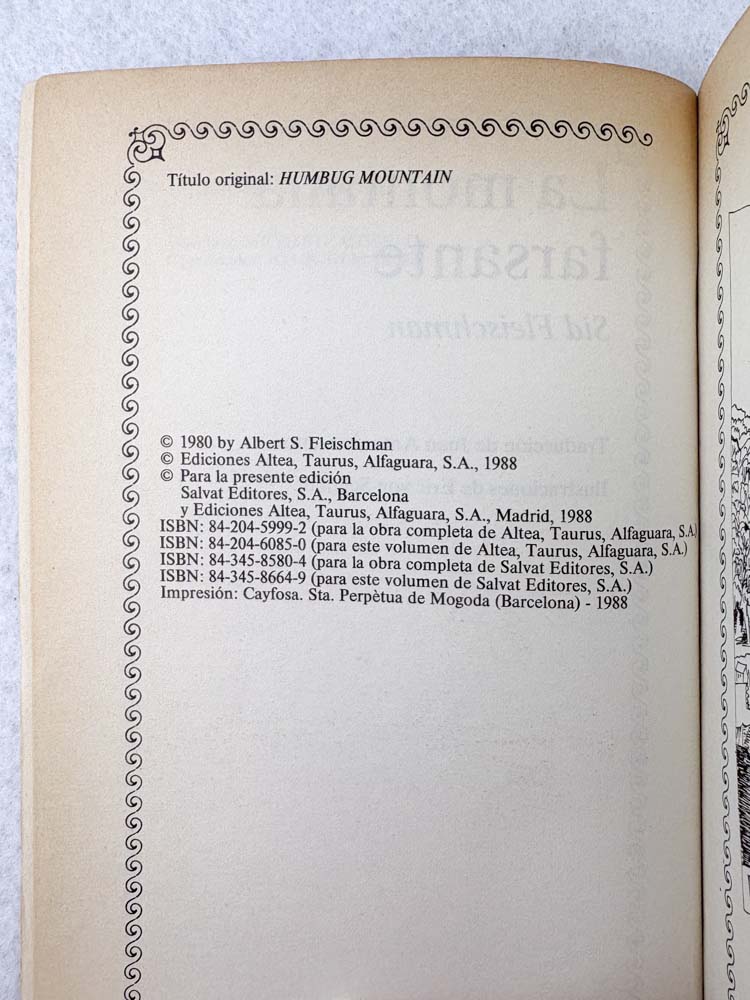 Título original: HUMBUG MOUNTAIN
© 1980 by Albert S. Fleischman
© Ediciones Altea, Taurus, Alfaguara, S.A., 1988
© Para la presente edición
Salvat Editores, S.A., Barcelona
y Ediciones Altea, Taurus, Alfaguara, S.A., Madrid, 1988
ISBN: 84-204-5999-2 (para la obra completa de Altea, Taurus, Alfaguara, S.A.)
ISBN: 84-204-6085-0 (para este volumen de Altea, Taurus, Alfaguara, S.A.)
ISBN: 84-345-8580-4 (para la obra completa de Salvat Editores, S.A.)
ISBN: 84-345-8664-9 (para este volumen de Salvat Editores, S.A.)
Impresión: Cayfosa. Sta. Perpètua de Mogoda (Barcelona) - 1988